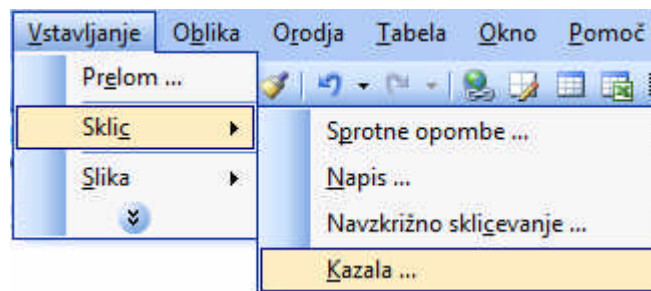 Vstavljanje Oblika Orodja Tabela Okno Pomoč
Prelom ...
Sklic
Slika
Sprotne opombe ...
Napis ...
Navzkrižno sklicevanje ...
Kazala ...